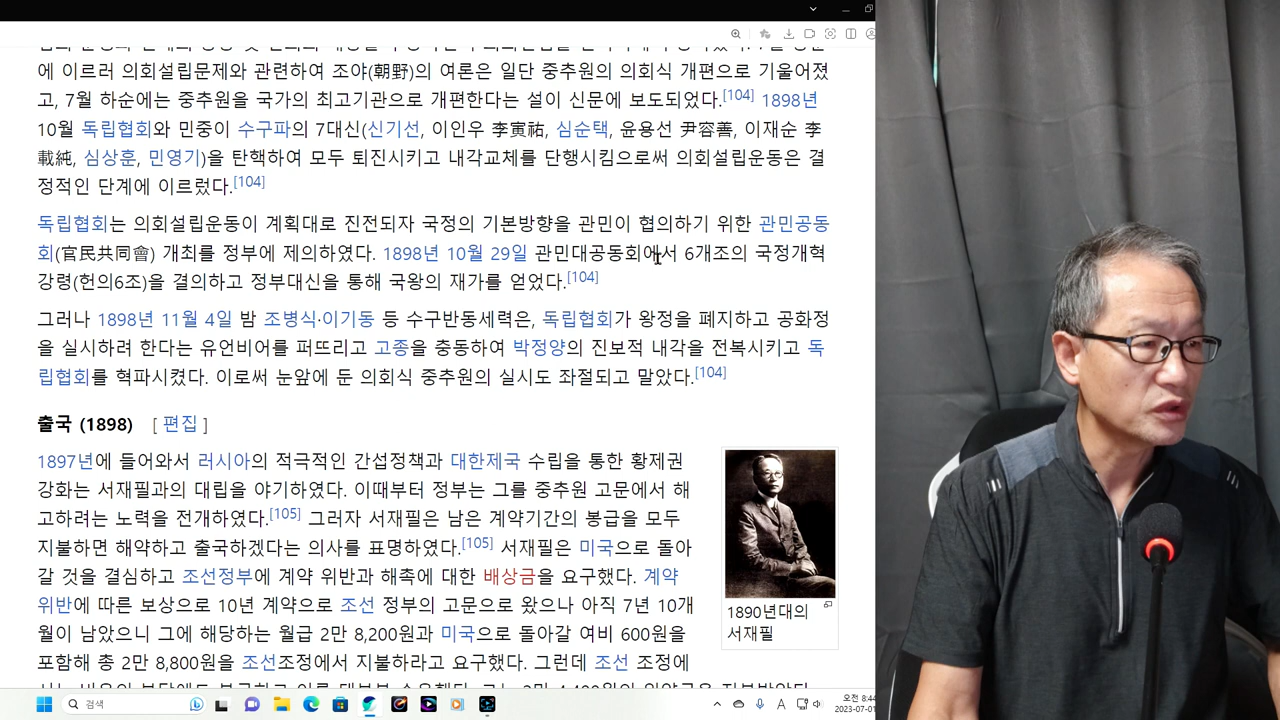 에 이르러 의회설립문제와 관련하여 조야(朝野)의 여론은 일단 중추원의 의회식 개편으로 기울어졌
고, 7월 하순에는 중추원을 국가의 최고기관으로 개편한다는 설이 신문에 보도되었다.[104] 1898년
10월 독립협회와 민중이 수구파의 7대신(신기선, 이인우 李寅祐, 심순택, 윤용선 尹容善, 이재순 李
載純, 심상훈, 민영기)을 탄핵하여 모두 퇴진시키고 내각교체를 단행시킴으로써 의회설립운동은 결
정적인 단계에 이르렀다.[104]
독립협회는 의회설립운동이 계획대로 진전되자 국정의 기본방향을 관민이 협의하기 위한 관민공동
회(官民共同會) 개최를 정부에 제의하였다. 1898년 10월 29일 관민대공동회에서 6개조의 국정개혁
강령(헌의6조)을 결의하고 정부대신을 통해 국왕의 재가를 얻었다.[104]
그러나 1898년 11월 4일 밤 조병식·이기동 등 수구반동세력은, 독립협회가 왕정을 폐지하고 공화정
을 실시하려 한다는 유언비어를 퍼뜨리고 고종을 충동하여 박정양의 진보적 내각을 전복시키고 독
립협회를 혁파시켰다. 이로써 눈앞에 둔 의회식 중추원의 실시도 좌절되고 말았다.[104]
출국 (1898) [ 편집 ]
1897년에 들어와서 러시아의 적극적인 간섭정책과 대한제국 수립을 통한 황제권
강화는 서재필과의 대립을 야기하였다. 이때부터 정부는 그를 중추원 고문에서 해
고하려는 노력을 전개하였다.[105] 그러자 서재필은 남은 계약기간의 봉급을 모두
지불하면 해약하고 출국하겠다는 의사를 표명하였다.[105] 서재필은 미국으로 돌아
갈 것을 결심하고 조선정부에 계약 위반과 해촉에 대한 배상금을 요구했다. 계약
위반에 따른 보상으로 10년 계약으로 조선 정부의 고문으로 왔으나 아직 7년 10개
월이 남았으니 그에 해당하는 월급 2만 8,200원과 미국으로 돌아갈 여비 600원을
포함해 총 2만 8,800원을 조선조정에서 지불하라고 요구했다. 그런데 조선 조정에
1890년대의
서재필
검색
A
오전 8:44
2023-07-01